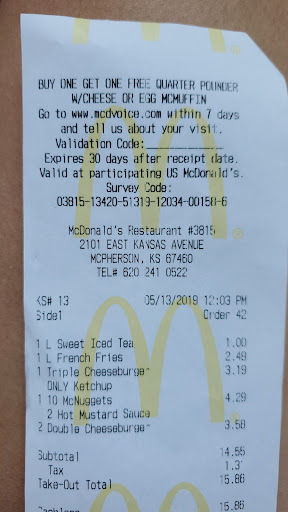 BUY ONE GET ONE FREE QUARTER POUNDER
W/CHEESE OR EGG MCMUFFIN
Go to www.mcdvoice.com within 7 days
and tell us about your visit.
Validation Code:____________
Expires 30 days after receipt date.
Valid at participating US McDonald's.
Survey Code:
03815-13420-51319-12034-00158-6
McDonald's Restaurant #3815
2101 EAST KANSAS AVENUE
MCPHERSON, KS 67460
TEL# 620 241 0522
KS# 13 05/13/2019 12:03 PM
Side1 Order 42
1 L Sweet Iced Tea 1.00
1 L French Fries 2.49
1 Triple Cheeseburger 3.19
ONLY Ketchup
1 10 McNuggets 4.29
2 Hot Mustard Sauce
2 Double Cheeseburger 3.58
Subtotal 14.55
Tax 1.3
Take-Out Total 15.86
Cashless 15.86